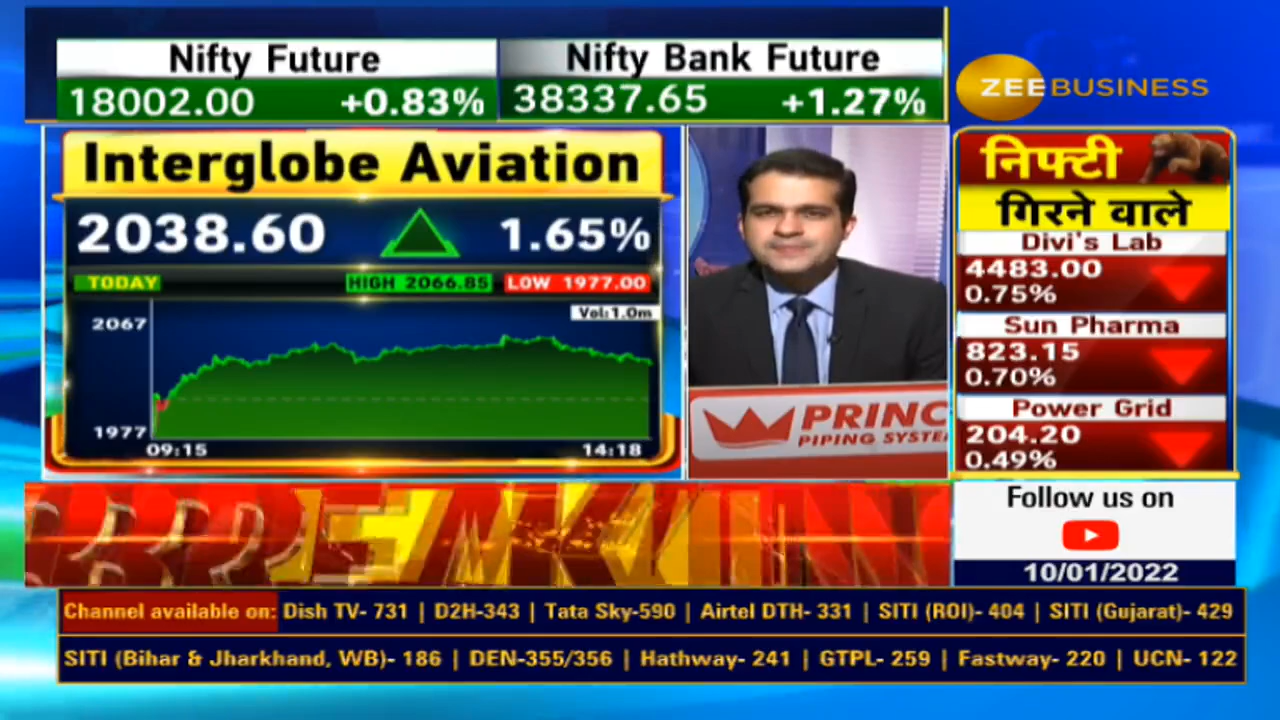 Nifty Future
18002.00 +0.83%
Nifty Bank Future
38337.65 +1.27%
ZEEBUSINESS
Interglobe Aviation
2038.60 1.65%
TODAY HIGH 2066.85 LOW 1977.00
Vol:1.0m
2067
1977
09:15 14:18
PRINC
PIPING SYSTE
निफ्टी
गिरने वाले
Divi's Lab
4483.00
0.75%
Sun Pharma
823.15
0.70%
Power Grid
204.20
0.49%
BREAKING
Follow us on
10/01/2022
Channel available on: Dish TV- 731 | D2H-343 | Tata Sky-590 | Airtel DTH- 331 | SITI (ROI)- 404 | SITI (Gujarat)- 429
SITI (Bihar & Jharkhand, WB)- 186 | DEN-355/356 | Hathway- 241 | GTPL- 259 | Fastway- 220 | UCN- 122